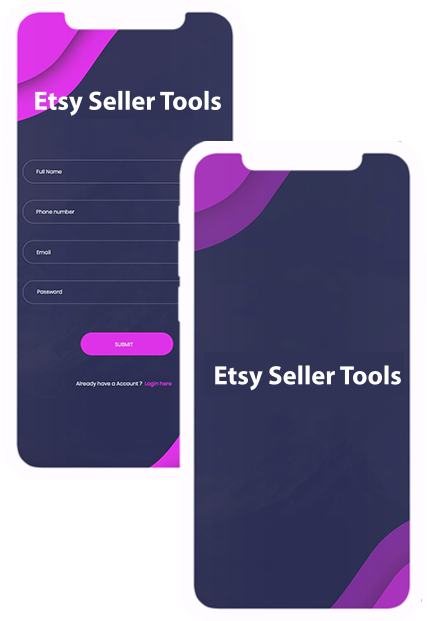 Etsy Seller Tools
Full Name
Phone number
Email
Password
SUBMIT
Already have a Account ? Login here
Etsy Seller Tools